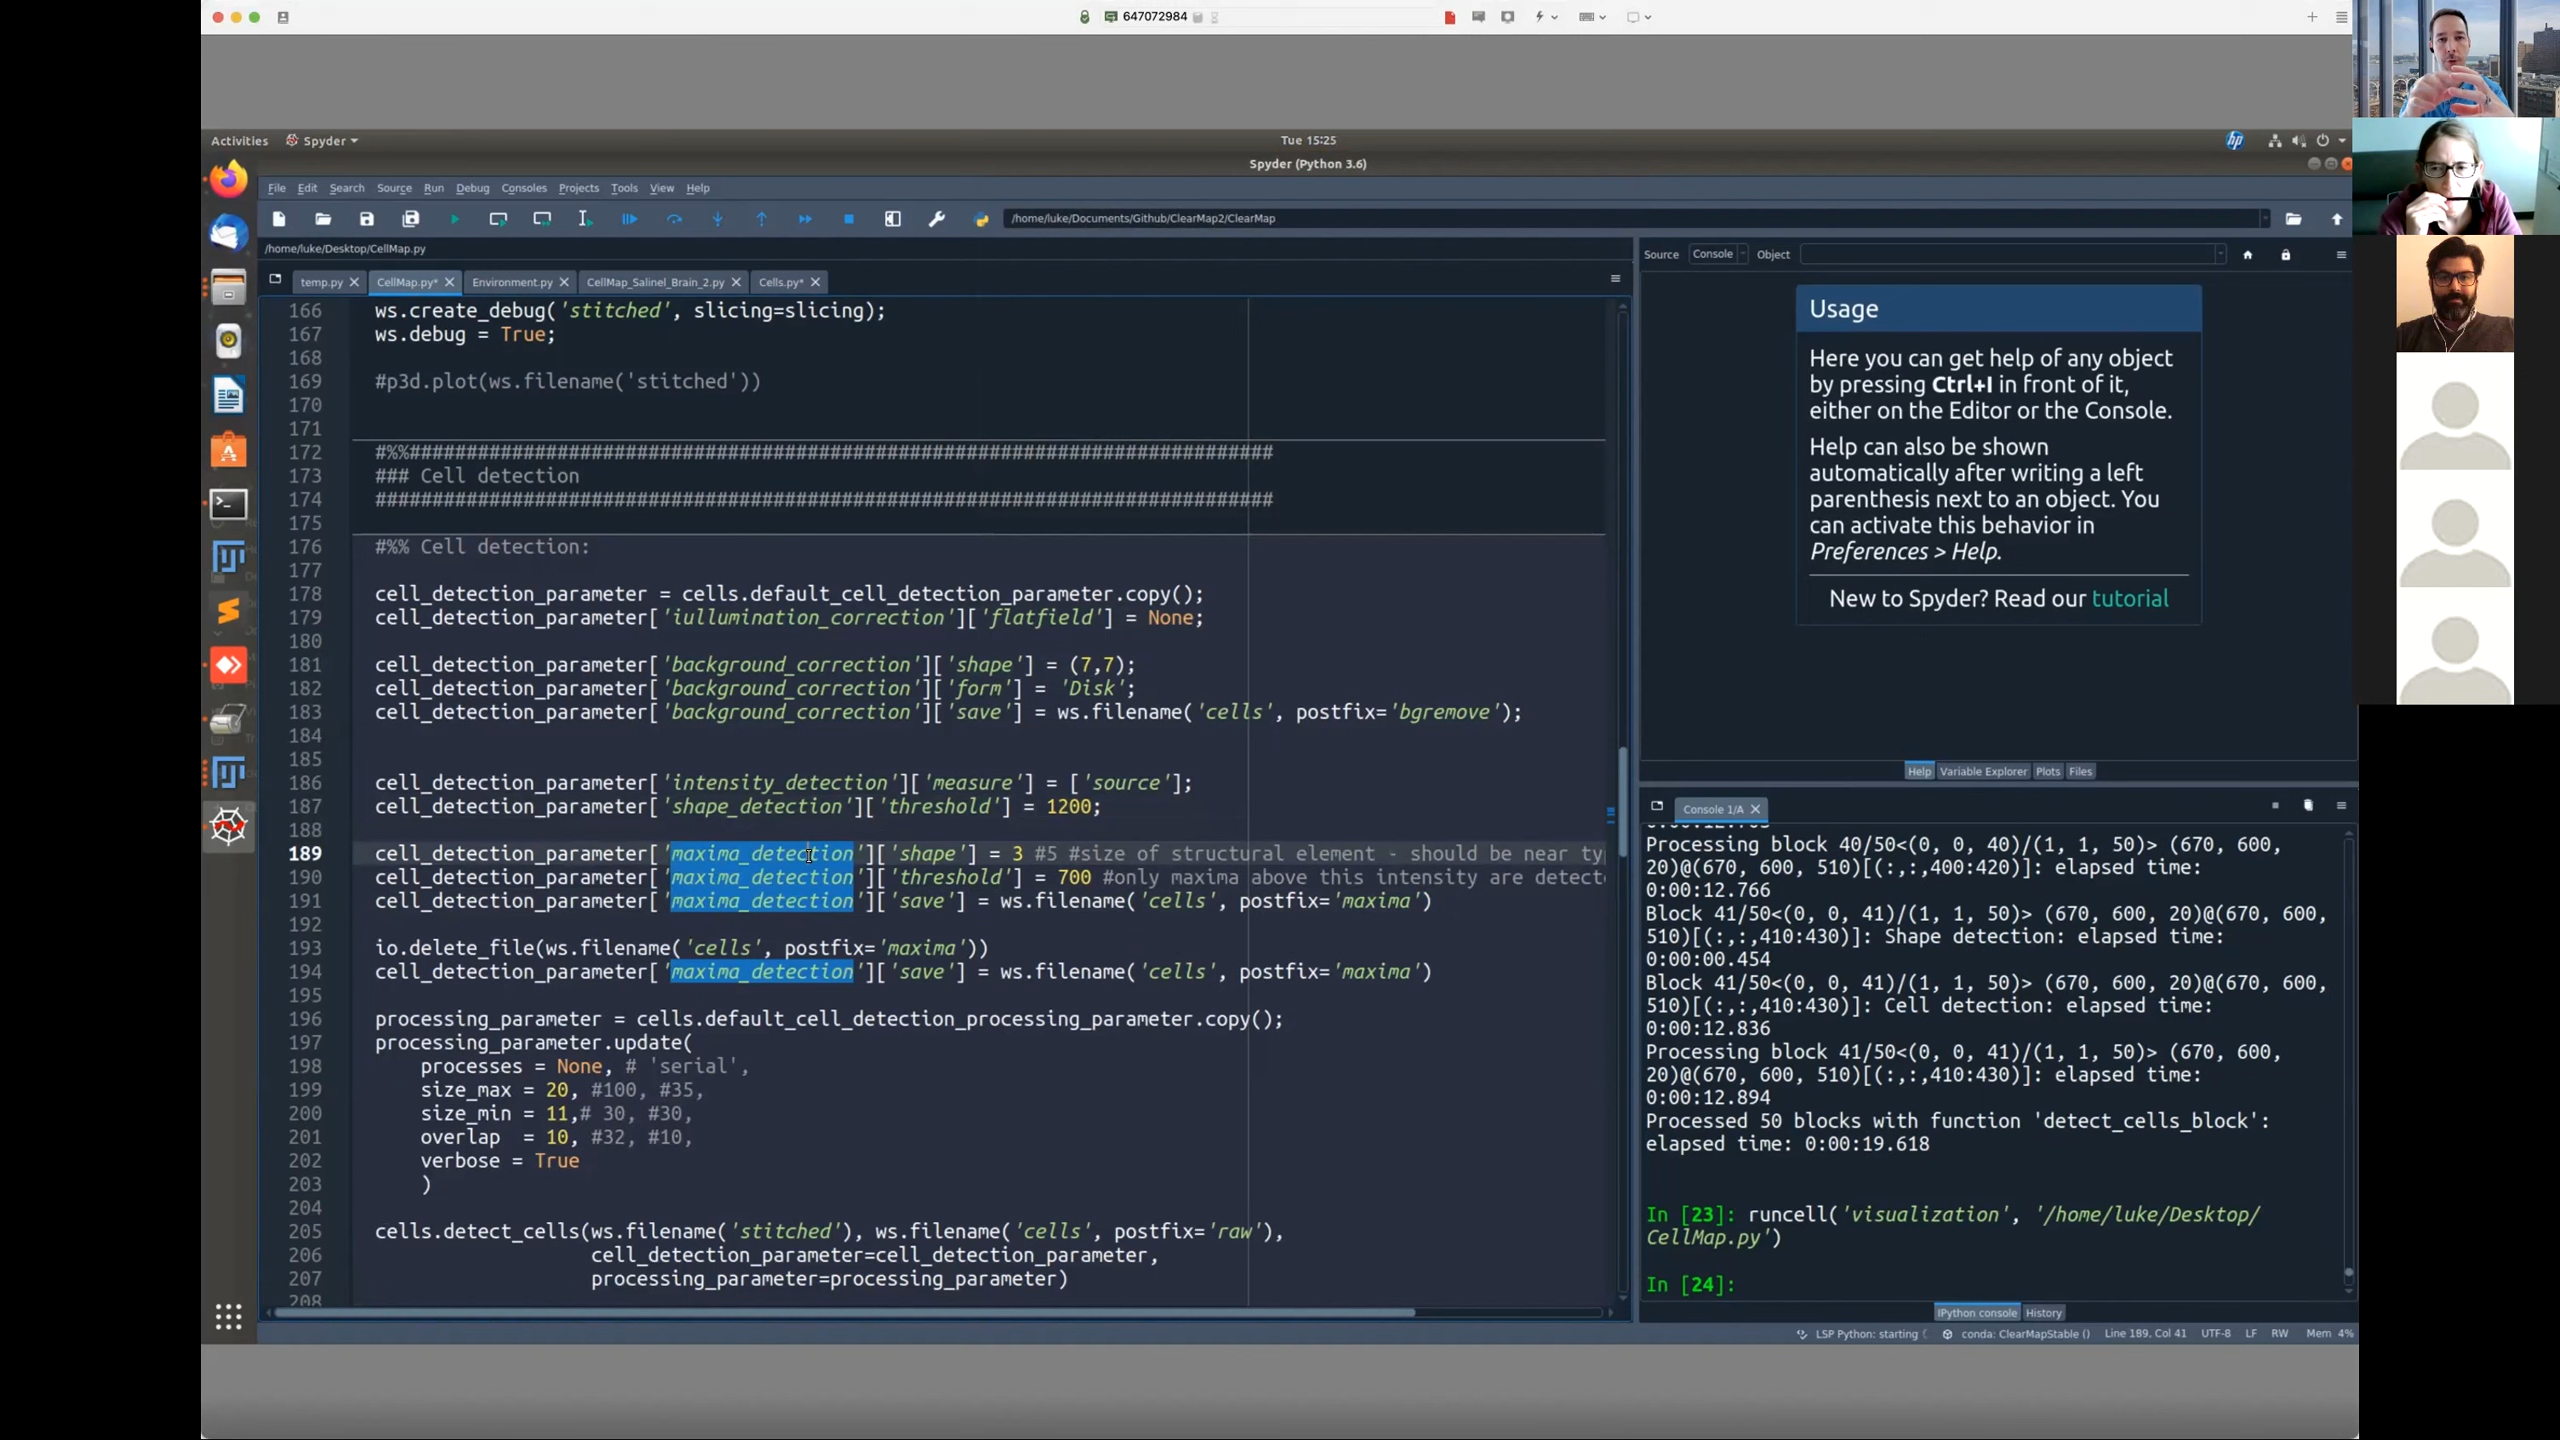 647072984
Activities
Spyder
Tue 15:25
Spyder (Python 3.6)
File Edit Search Source Run Debug Consoles Projects Tools View Help
/home/luke/Documents/Github/ClearMap2/ClearMap
/home/luke/Desktop/CellMap.py
temp.py CellMap.py* Environment.py CellMap_Salinel_Brain_2.py Cells.py*
166 ws.create_debug('stitched', slicing=slicing);
167 ws.debug = True;
168
169 #p3d.plot(ws.filename('stitched'))
170
171
172 #%%############################################################################
173 ### Cell detection
174 ###############################################################################
175
176 #%% Cell detection:
177
178 cell_detection_parameter = cells.default_cell_detection_parameter.copy();
179 cell_detection_parameter['iullumination_correction']['flatfield'] = None;
180
181 cell_detection_parameter['background_correction']['shape'] = (7,7);
182 cell_detection_parameter['background_correction']['form'] = 'Disk';
183 cell_detection_parameter['background_correction']['save'] = ws.filename('cells', postfix='bgremove');
184
185
186 cell_detection_parameter['intensity_detection']['measure'] = ['source'];
187 cell_detection_parameter['shape_detection']['threshold'] = 1200;
188
189 cell_detection_parameter['maxima_detection']['shape'] = 3 #5 #size of structural element - should be near ty
190 cell_detection_parameter['maxima_detection']['threshold'] = 700 #only maxima above this intensity are detect
191 cell_detection_parameter['maxima_detection']['save'] = ws.filename('cells', postfix='maxima')
192
193 io.delete_file(ws.filename('cells', postfix='maxima'))
194 cell_detection_parameter['maxima_detection']['save'] = ws.filename('cells', postfix='maxima')
195
196 processing_parameter = cells.default_cell_detection_processing_parameter.copy();
197 processing_parameter.update(
198 processes = None, # 'serial',
199 size_max = 20, #100, #35,
200 size_min = 11,# 30, #30,
201 overlap = 10, #32, #10,
202 verbose = True
203 )
204
205 cells.detect_cells(ws.filename('stitched'), ws.filename('cells', postfix='raw'),
206 cell_detection_parameter=cell_detection_parameter,
207 processing_parameter=processing_parameter)
208
Source Console Object
Usage
Here you can get help of any object
by pressing Ctrl+I in front of it,
either on the Editor or the Console.
Help can also be shown
automatically after writing a left
parenthesis next to an object. You
can activate this behavior in
Preferences > Help.
New to Spyder? Read our tutorial
Help Variable Explorer Plots Files
Console 1/A
Processing block 40/50<(0, 0, 40)/(1, 1, 50)> (670, 600,
20)@(670, 600, 510)[(:,:,400:420)]: elapsed time:
0:00:12.766
Block 41/50<(0, 0, 41)/(1, 1, 50)> (670, 600, 20)@(670, 600,
510)[(:,:,410:430)]: Shape detection: elapsed time:
0:00:00.454
Block 41/50<(0, 0, 41)/(1, 1, 50)> (670, 600, 20)@(670, 600,
510)[(:,:,410:430)]: Cell detection: elapsed time:
0:00:12.836
Processing block 41/50<(0, 0, 41)/(1, 1, 50)> (670, 600,
20)@(670, 600, 510)[(:,:,410:430)]: elapsed time:
0:00:12.894
Processed 50 blocks with function 'detect_cells_block':
elapsed time: 0:00:19.618
In [23]: runcell('visualization', '/home/luke/Desktop/
CellMap.py')
In [24]:
IPython console History
LSP Python: starting conda: ClearMapStable () Line 189, Col 41 UTF-8 LF RW Mem 4%